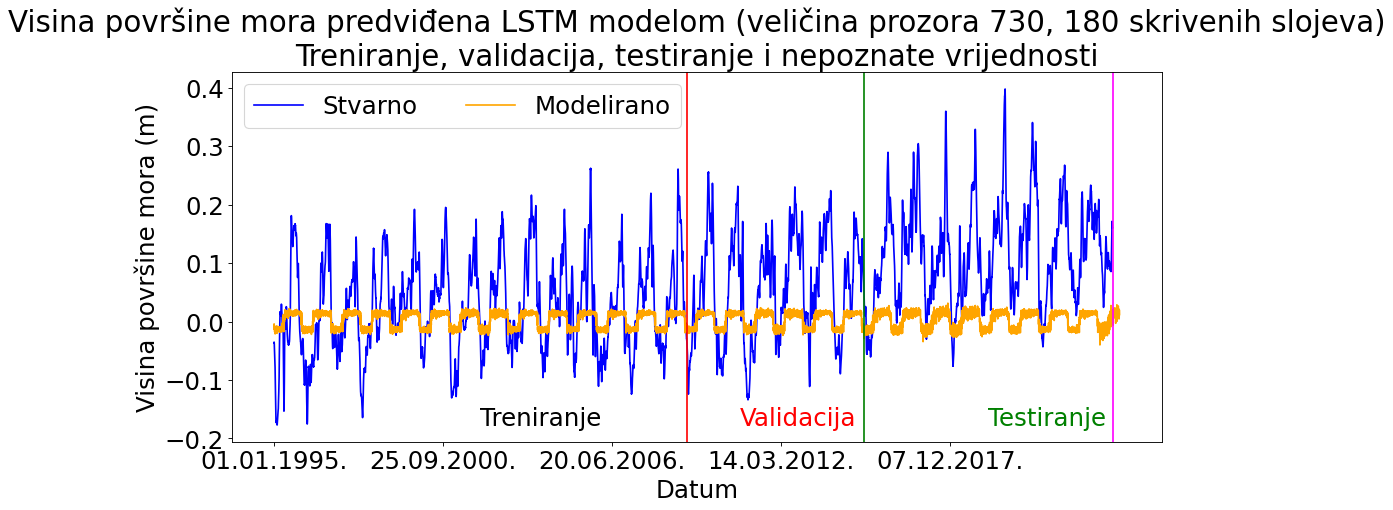 Visina površine mora predviđena LSTM modelom (veličina prozora 730, 180 skrivenih slojeva)
Treniranje, validacija, testiranje i nepoznate vrijednosti
Stvarno
Modelirano
Visina površine mora (m)
0.4
0.3
0.2
0.1
0.0
−0.1
−0.2
Treniranje
Validacija
Testiranje
01.01.1995.
25.09.2000.
20.06.2006.
14.03.2012.
07.12.2017.
Datum